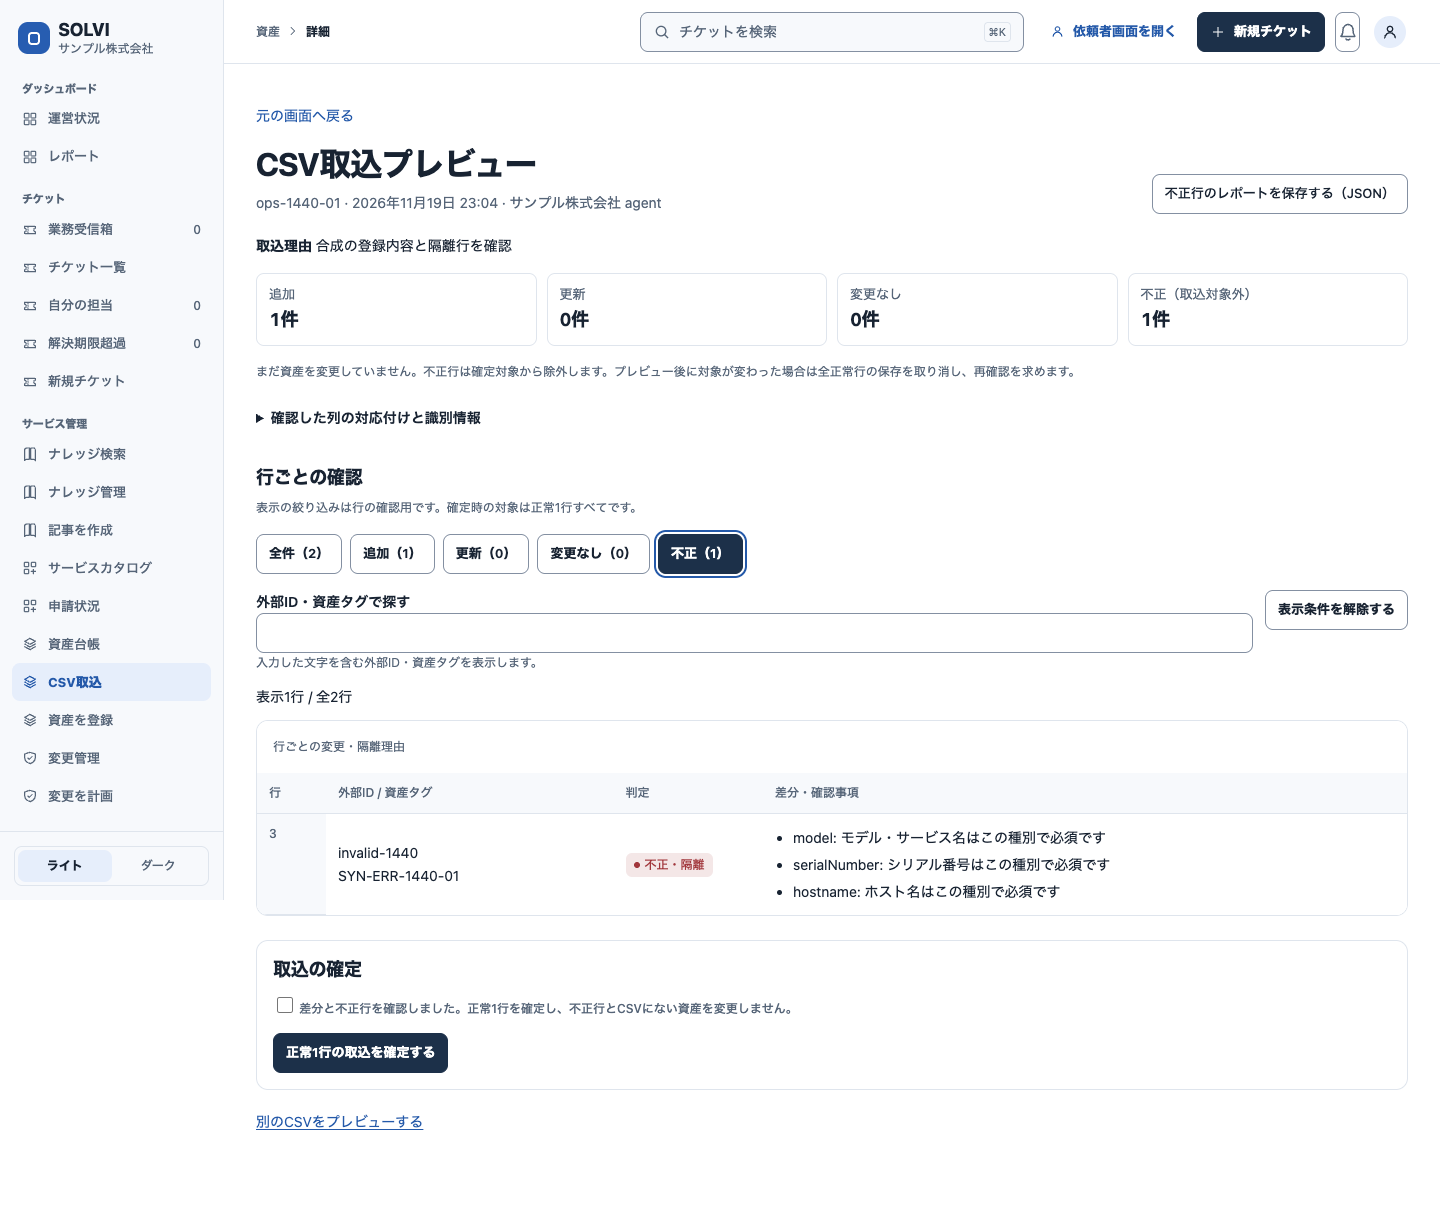 SOLVI
サンプル株式会社
ダッシュボード
運営状況
レポート
チケット
業務受信箱 0
チケット一覧
自分の担当 0
解決期限超過 0
新規チケット
サービス管理
ナレッジ検索
ナレッジ管理
記事を作成
サービスカタログ
申請状況
資産台帳
CSV取込
資産を登録
変更管理
変更を計画
ライト ダーク
資産 詳細
チケットを検索 ⌘K
依頼者画面を開く
新規チケット
元の画面へ戻る
CSV取込プレビュー
ops-1440-01 · 2026年11月19日 23:04 · サンプル株式会社 agent
不正行のレポートを保存する（JSON）
取込理由 合成の登録内容と隔離行を確認
追加
1件
更新
0件
変更なし
0件
不正（取込対象外）
1件
まだ資産を変更していません。不正行は確定対象から除外します。プレビュー後に対象が変わった場合は全正常行の保存を取り消し、再確認を求めます。
確認した列の対応付けと識別情報
行ごとの確認
表示の絞り込みは行の確認用です。確定時の対象は正常1行すべてです。
全件（2） 追加（1） 更新（0） 変更なし（0） 不正（1）
外部ID・資産タグで探す
表示条件を解除する
入力した文字を含む外部ID・資産タグを表示します。
表示1行 / 全2行
行ごとの変更・隔離理由
行 外部ID / 資産タグ 判定 差分・確認事項
3
invalid-1440
SYN-ERR-1440-01
不正・隔離
model: モデル・サービス名はこの種別で必須です
serialNumber: シリアル番号はこの種別で必須です
hostname: ホスト名はこの種別で必須です
取込の確定
差分と不正行を確認しました。正常1行を確定し、不正行とCSVにない資産を変更しません。
正常1行の取込を確定する
別のCSVをプレビューする